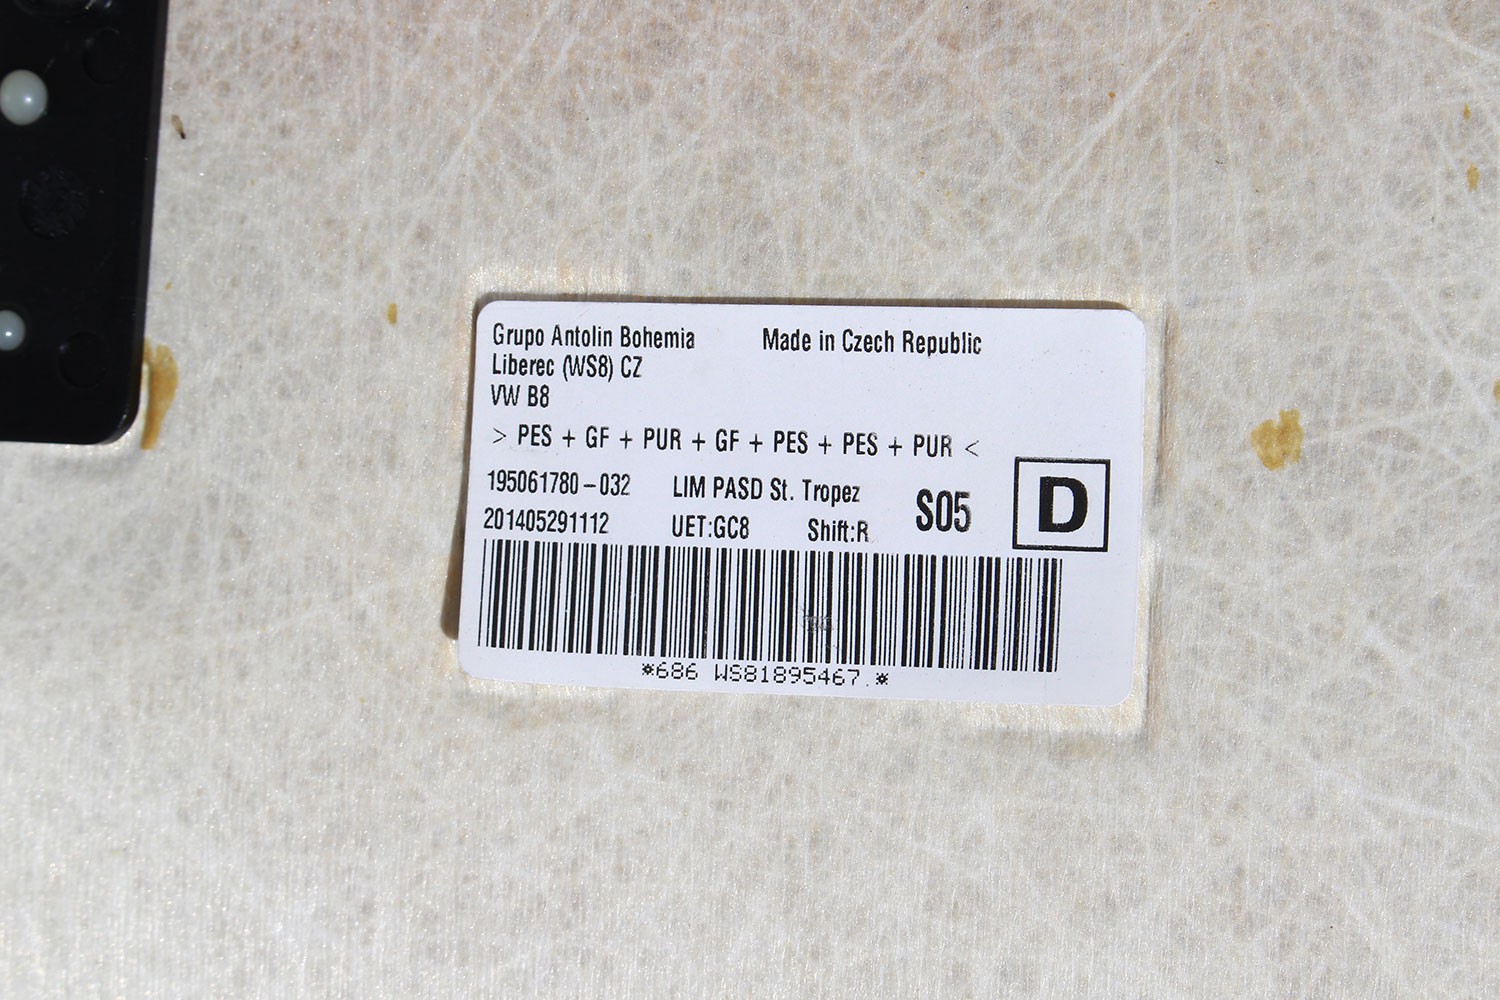 Grupo Antolin Bohemia Made in Czech Republic
Liberec (WS8) CZ
VW B8
> PES + GF + PUR + GF + PES + PES + PUR <
195061780-032 LIM PASD St. Tropez S05 D
201405291112 UET:GC8 Shift:R
*686 WS81895467.*